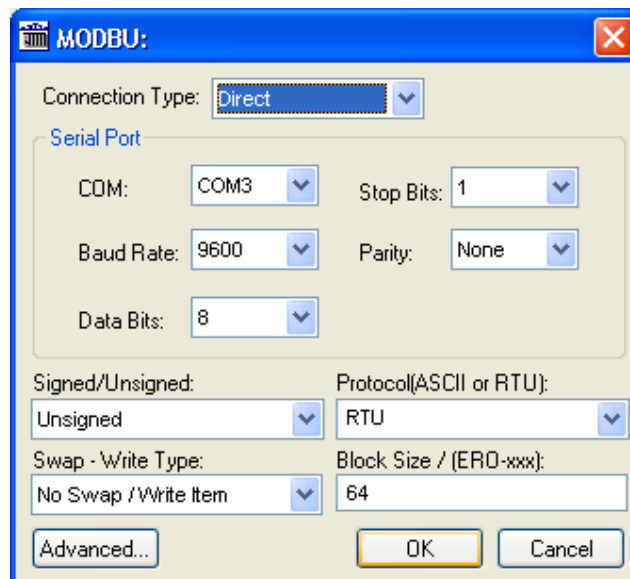 MODBU:
Connection Type: Direct
Serial Port
COM: COM3 Stop Bits: 1
Baud Rate: 9600 Parity: None
Data Bits: 8
Signed/Unsigned: Protocol(ASCII or RTU):
Unsigned RTU
Swap - Write Type: Block Size / (ERO-xxx):
No Swap / Write Item 64
Advanced... OK Cancel